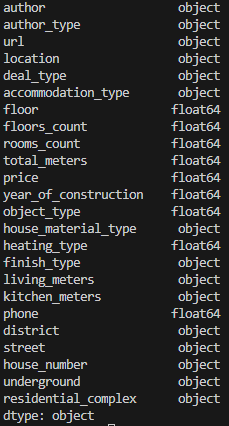 author object
author_type object
url object
location object
deal_type object
accommodation_type object
floor float64
floors_count float64
rooms_count float64
total_meters float64
price float64
year_of_construction float64
object_type float64
house_material_type object
heating_type float64
finish_type object
living_meters object
kitchen_meters object
phone float64
district object
street object
house_number object
underground object
residential_complex object
dtype: object